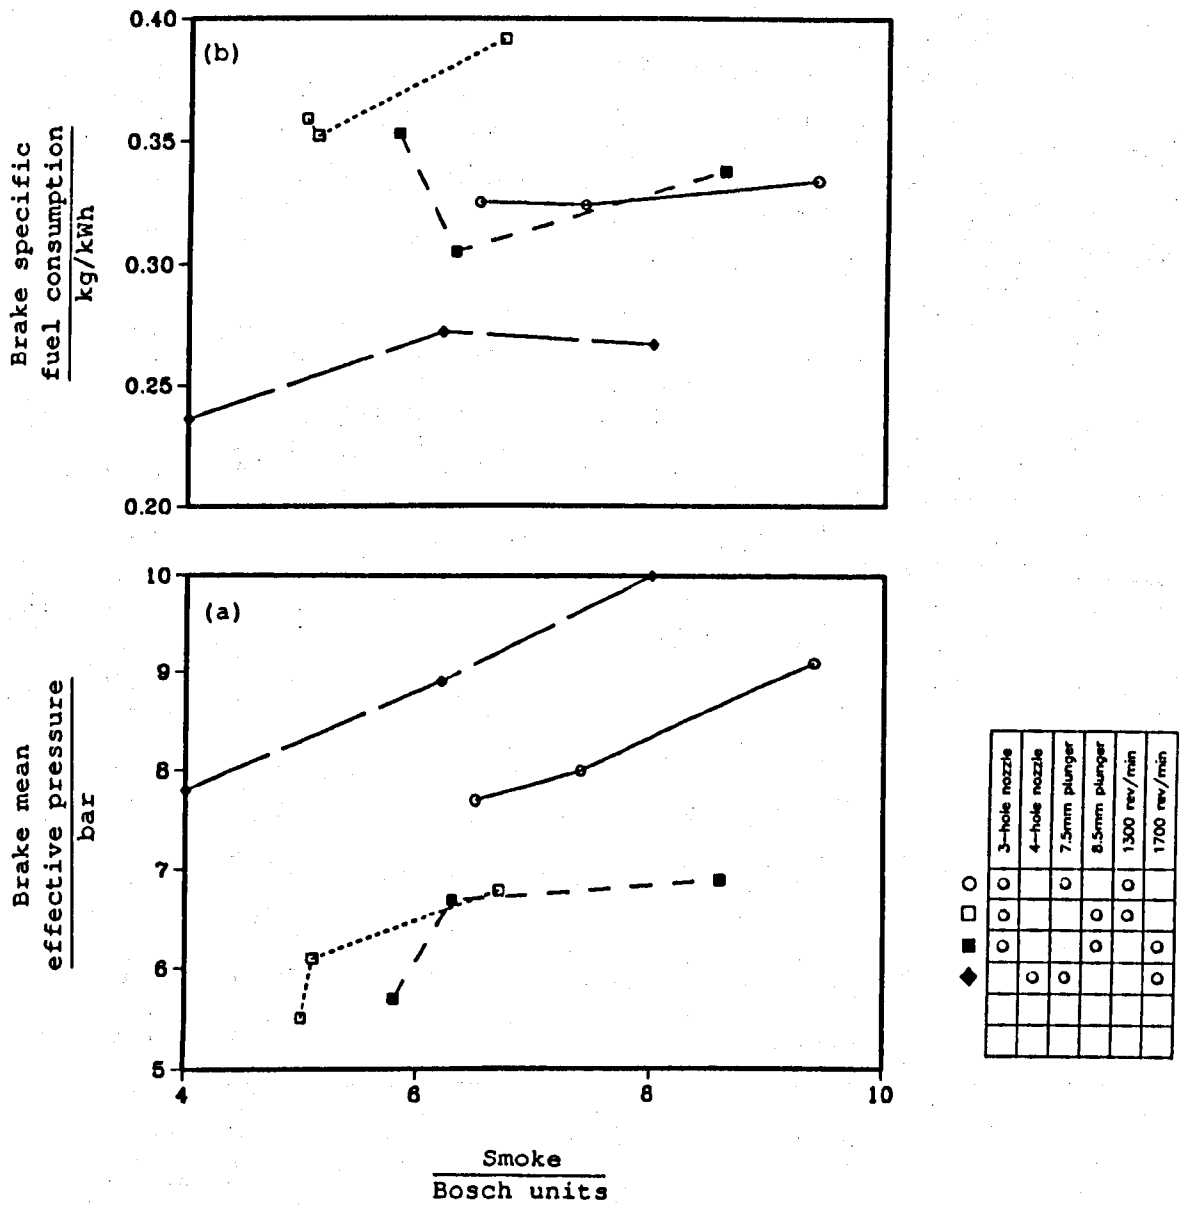 0.40
(b)
0.35
0.30
0.25
0.20
Brake specific
fuel consumption
kg/kWh
10
(a)
9
8
7
6
5
Brake mean
effective pressure
bar
4 6 8 10
Smoke
Bosch units
3-hole nozzle
4-hole nozzle
7.5mm plunger
8.5mm plunger
1300 rev/min
1700 rev/min